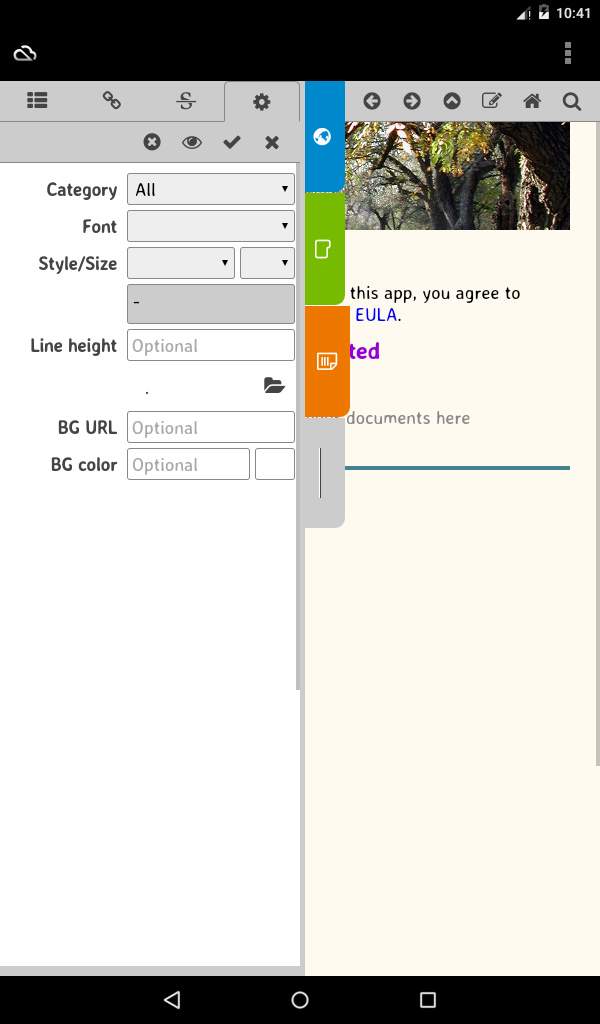 10:41
Category All
Font
Style/Size
-
Line height Optional
.
BG URL Optional
BG color Optional
this app, you agree to
EULA.
ted
documents here